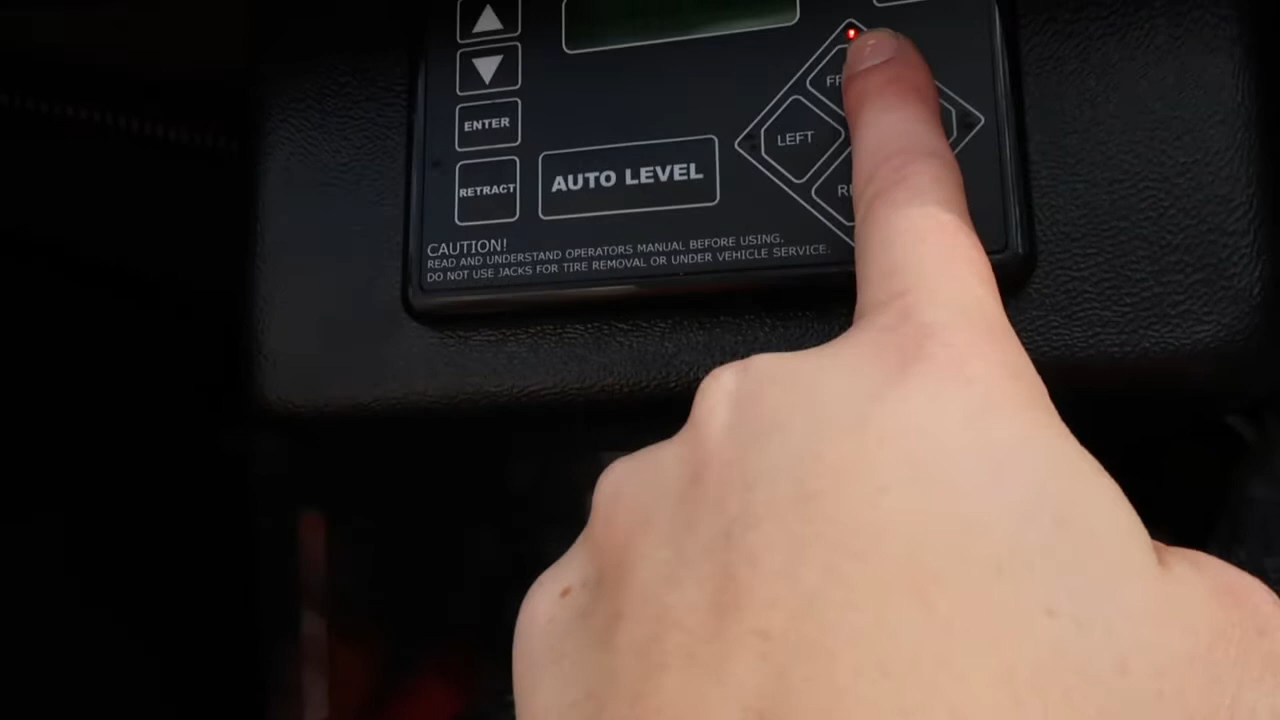 ENTER
RETRACT
AUTO LEVEL
LEFT
CAUTION!
READ AND UNDERSTAND OPERATORS MANUAL BEFORE USING.
DO NOT USE JACKS FOR TIRE REMOVAL OR UNDER VEHICLE SERVICE.